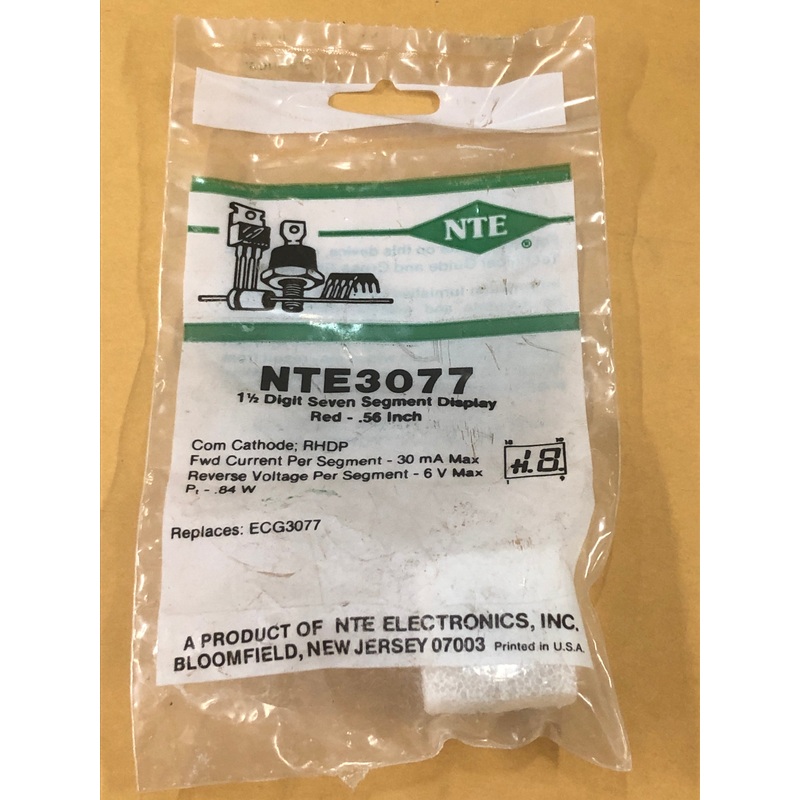 NTE
®
NTE3077
1½ Digit Seven Segment Display
Red - .56 Inch
Com Cathode; RHDP
Fwd Current Per Segment - 30 mA Max
Reverse Voltage Per Segment - 6 V Max
Pt - .84 W
Replaces: ECG3077
A PRODUCT OF NTE ELECTRONICS, INC.
BLOOMFIELD, NEW JERSEY 07003 Printed in U.S.A.